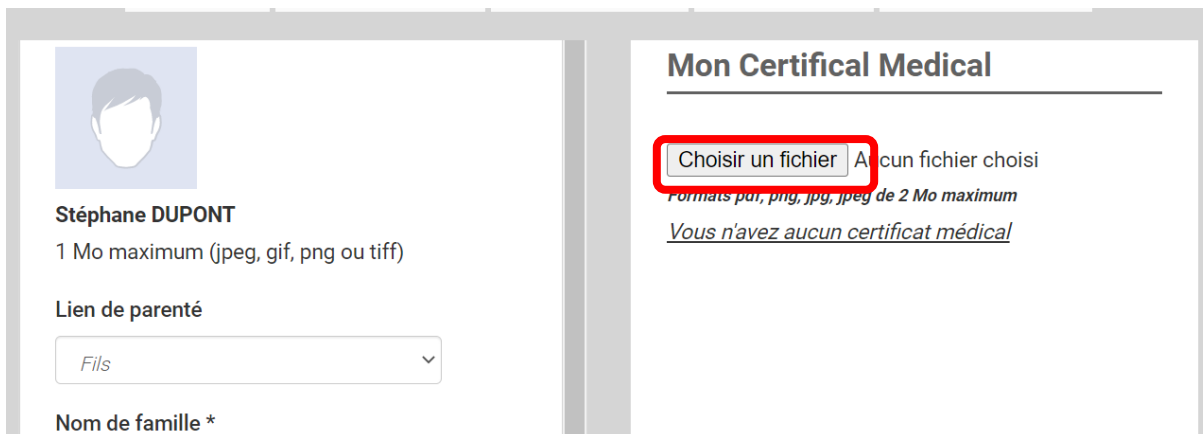 Stéphane DUPONT
1 Mo maximum (jpeg, gif, png ou tiff)
Lien de parenté
Fils
Nom de famille *
Mon Certifical Medical
Choisir un fichier Aucun fichier choisi
Formats pdf, png, jpg, jpeg de 2 Mo maximum
Vous n'avez aucun certificat médical